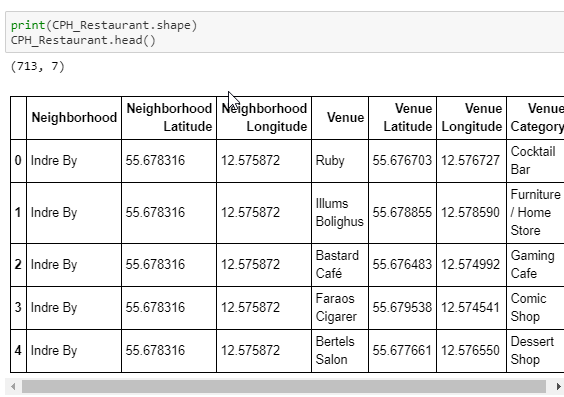 print(CPH_Restaurant.shape)
CPH_Restaurant.head()
(713, 7)
Neighborhood Neighborhood Latitude Neighborhood Longitude Venue Venue Latitude Venue Longitude Venue Category
0 Indre By 55.678316 12.575872 Ruby 55.676703 12.576727 Cocktail Bar
1 Indre By 55.678316 12.575872 Illums Bolighus 55.678855 12.578590 Furniture / Home Store
2 Indre By 55.678316 12.575872 Bastard Café 55.676483 12.574992 Gaming Cafe
3 Indre By 55.678316 12.575872 Faraos Cigarer 55.679538 12.574541 Comic Shop
4 Indre By 55.678316 12.575872 Bertels Salon 55.677661 12.576550 Dessert Shop